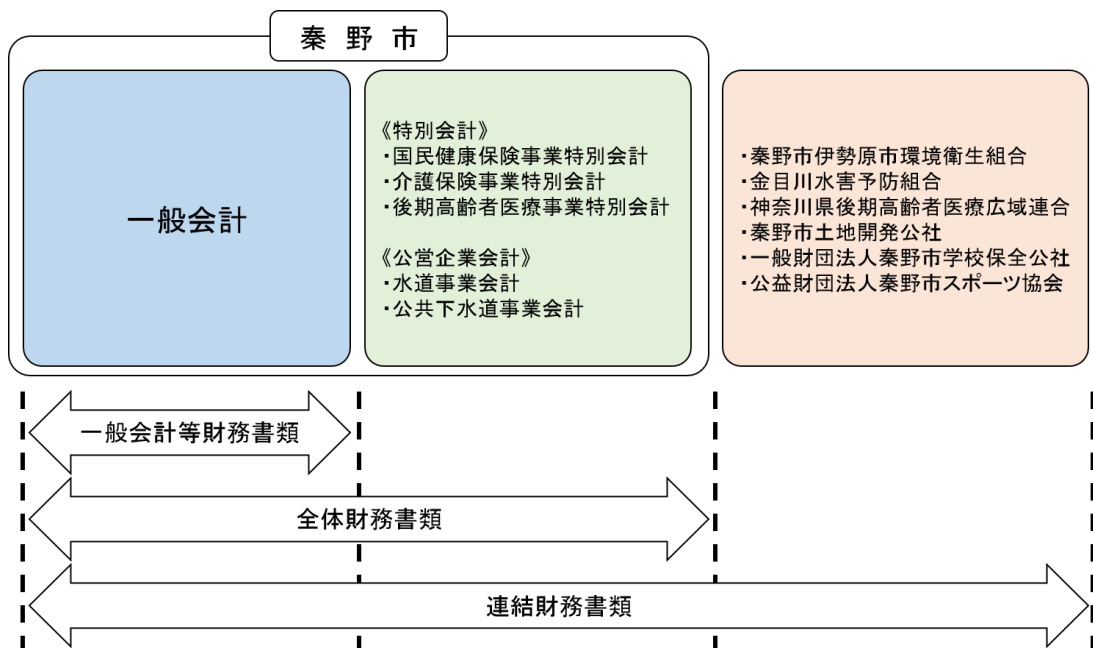 秦野市
一般会計
《特別会計》
・国民健康保険事業特別会計
・介護保険事業特別会計
・後期高齢者医療事業特別会計
《公営企業会計》
・水道事業会計
・公共下水道事業会計
・秦野市伊勢原市環境衛生組合
・金目川水害予防組合
・神奈川県後期高齢者医療広域連合
・秦野市土地開発公社
・一般財団法人秦野市学校保全公社
・公益財団法人秦野市スポーツ協会
一般会計等財務書類
全体財務書類
連結財務書類